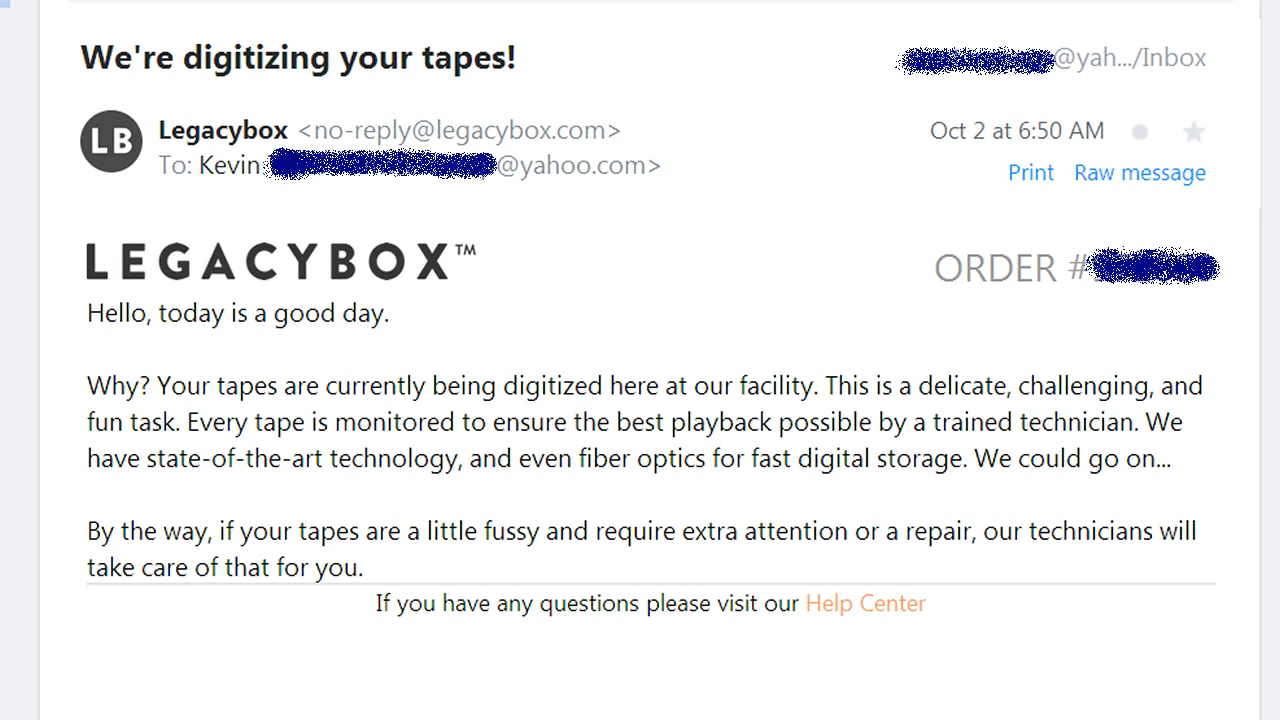 We're digitizing your tapes!
@yah.../Inbox
LB
Legacybox <no-reply@legacybox.com>
Oct 2 at 6:50 AM
To: Kevin @yahoo.com>
Print Raw message
LEGACYBOX™
ORDER #
Hello, today is a good day.
Why? Your tapes are currently being digitized here at our facility. This is a delicate, challenging, and
fun task. Every tape is monitored to ensure the best playback possible by a trained technician. We
have state-of-the-art technology, and even fiber optics for fast digital storage. We could go on...
By the way, if your tapes are a little fussy and require extra attention or a repair, our technicians will
take care of that for you.
If you have any questions please visit our Help Center